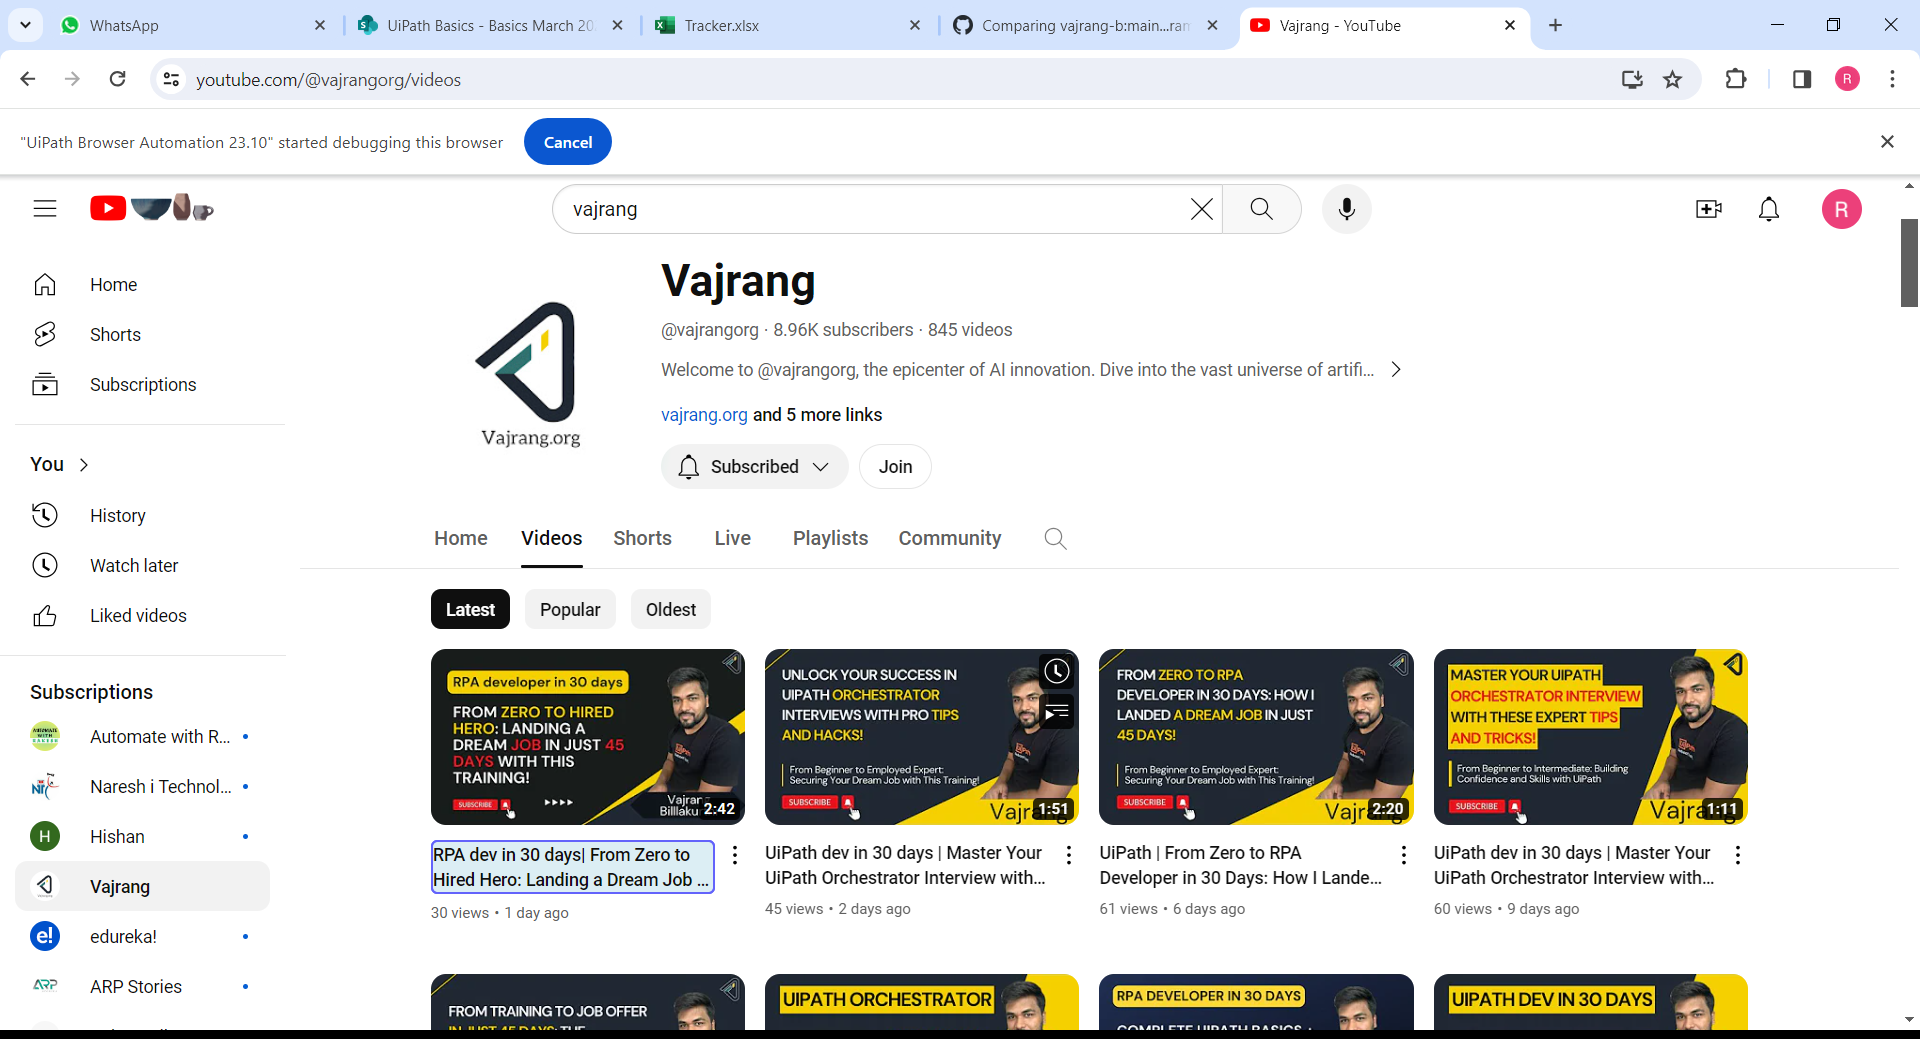 WhatsApp
UiPath Basics - Basics March 20
Tracker.xlsx
Comparing vajrang-b:main...ran
Vajrang - YouTube
youtube.com/@vajrangorg/videos
R
"UiPath Browser Automation 23.10" started debugging this browser
Cancel
vajrang
R
Home
Shorts
Subscriptions
You
History
Watch later
Liked videos
Subscriptions
Automate with R...
Naresh i Technol...
H
Hishan
Vajrang
e!
edureka!
ARP
ARP Stories
Vajrang.org
Vajrang
@vajrangorg · 8.96K subscribers · 845 videos
Welcome to @vajrangorg, the epicenter of AI innovation. Dive into the vast universe of artifi...
vajrang.org and 5 more links
Subscribed
Join
Home
Videos
Shorts
Live
Playlists
Community
Latest
Popular
Oldest
RPA developer in 30 days
FROM ZERO TO HIRED
HERO: LANDING A
DREAM JOB IN JUST 45
DAYS WITH THIS
TRAINING!
SUBSCRIBE
Vajrang
Billlaku
2:42
RPA dev in 30 days| From Zero to
Hired Hero: Landing a Dream Job ...
30 views • 1 day ago
UNLOCK YOUR SUCCESS IN
UIPATH ORCHESTRATOR
INTERVIEWS WITH PRO TIPS
AND HACKS!
From Beginner to Employed Expert:
Securing Your Dream Job with This Training!
SUBSCRIBE
Vajrang
1:51
UiPath dev in 30 days | Master Your
UiPath Orchestrator Interview with...
45 views • 2 days ago
FROM ZERO TO RPA
DEVELOPER IN 30 DAYS: HOW I
LANDED A DREAM JOB IN JUST
45 DAYS!
From Beginner to Employed Expert:
Securing Your Dream Job with This Training!
SUBSCRIBE
Vajrang
2:20
UiPath | From Zero to RPA
Developer in 30 Days: How I Lande...
61 views • 6 days ago
MASTER YOUR UIPATH
ORCHESTRATOR INTERVIEW
WITH THESE EXPERT TIPS
AND TRICKS!
From Beginner to Intermediate: Building
Confidence and Skills with UiPath
SUBSCRIBE
Vajrang
1:11
UiPath dev in 30 days | Master Your
UiPath Orchestrator Interview with...
60 views • 9 days ago
FROM TRAINING TO JOB OFFER
IN JUST 45 DAYS: THE
UIPATH ORCHESTRATOR
RPA DEVELOPER IN 30 DAYS
COMPLETE UIPATH BASICS +
UIPATH DEV IN 30 DAYS